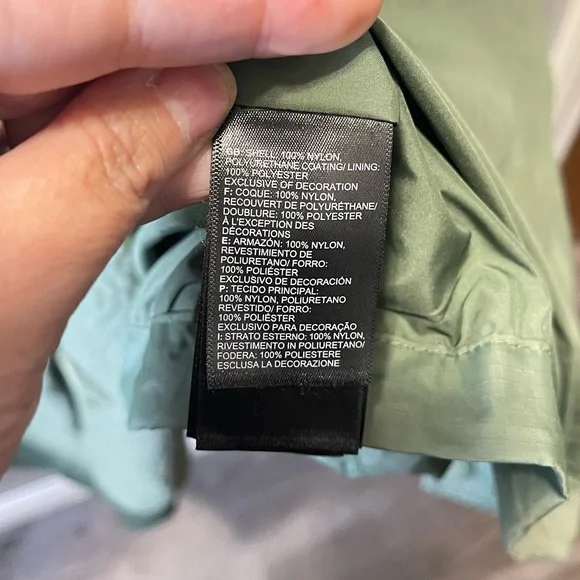 GB: SHELL: 100% NYLON,
POLYURETHANE COATING/ LINING:
100% POLYESTER
EXCLUSIVE OF DECORATION
F: COQUE: 100% NYLON,
RECOUVERT DE POLYURÉTHANE/
DOUBLURE: 100% POLYESTER
À L'EXCEPTION DES
DÉCORATIONS
E: ARMAZÓN: 100% NYLON,
REVESTIMIENTO DE
POLIURETANO/ FORRO:
100% POLIÉSTER
EXCLUSIVO DE DECORACIÓN
P: TECIDO PRINCIPAL:
100% NYLON, POLIURETANO
REVESTIDO/ FORRO:
100% POLIÉSTER
EXCLUSIVO PARA DECORAÇÃO
I: STRATO ESTERNO: 100% NYLON,
RIVESTIMENTO IN POLIURETANO/
FODERA: 100% POLIESTERE
ESCLUSA LA DECORAZIONE